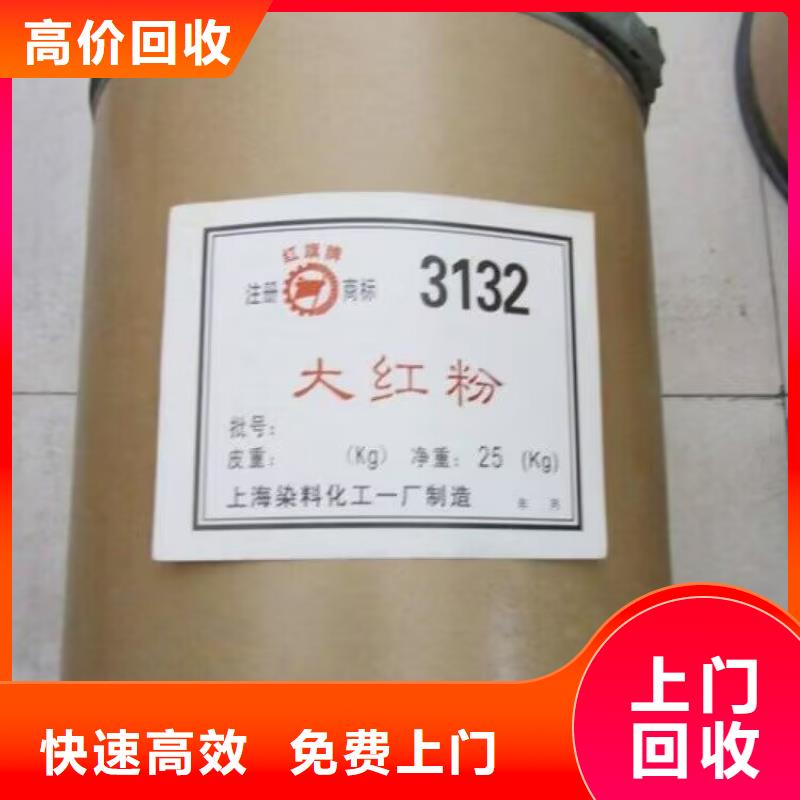 高价回收
红旗牌
注册 商标 3132
大红粉
批号：
皮重： (Kg) 净重：25 (Kg)
上海染料化工一厂制造 年 月
上门
回收
快速高效 免费上门